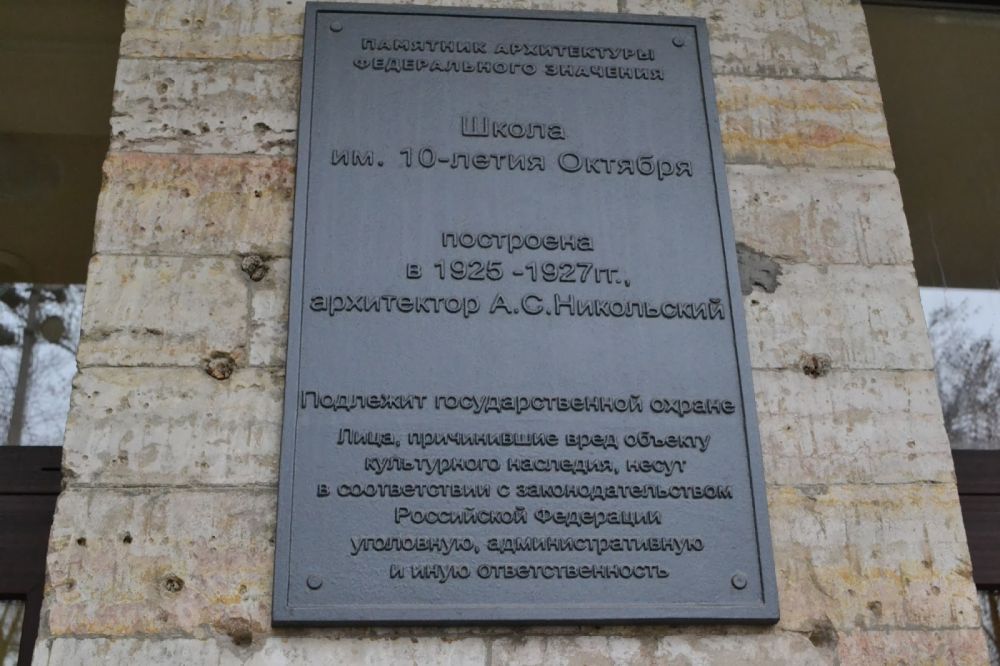 ПАМЯТНИК АРХИТЕКТУРЫ
ФЕДЕРАЛЬНОГО ЗНАЧЕНИЯ
Школа
им. 10-летия Октября
построена
в 1925 -1927гг.,
архитектор А.С.Никольский
Подлежит государственной охране
Лица, причинившие вред объекту
культурного наследия, несут
в соответствии с законодательством
Российской Федерации
уголовную, административную
и иную ответственность